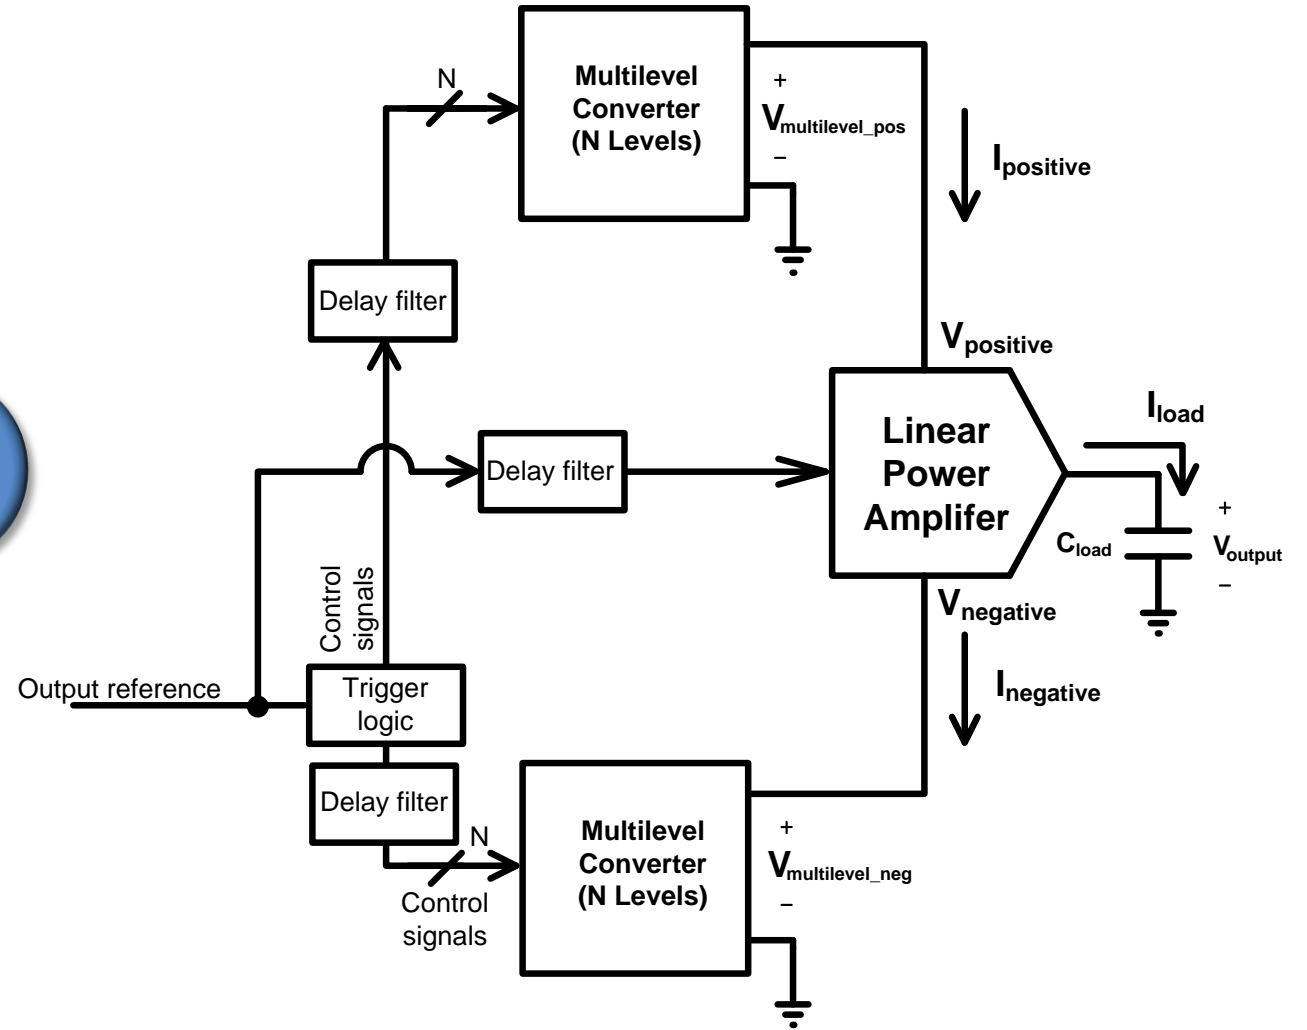 Multilevel
Converter
(N Levels)
N
+
Vmultilevel_pos
–
Ipositive
Delay filter
Vpositive
Linear
Power
Amplifer
Iload
Delay filter
Cload
+
Voutput
–
Control
signals
Vnegative
Output reference
Trigger
logic
Inegative
Delay filter
N
Control
signals
Multilevel
Converter
(N Levels)
+
Vmultilevel_neg
–